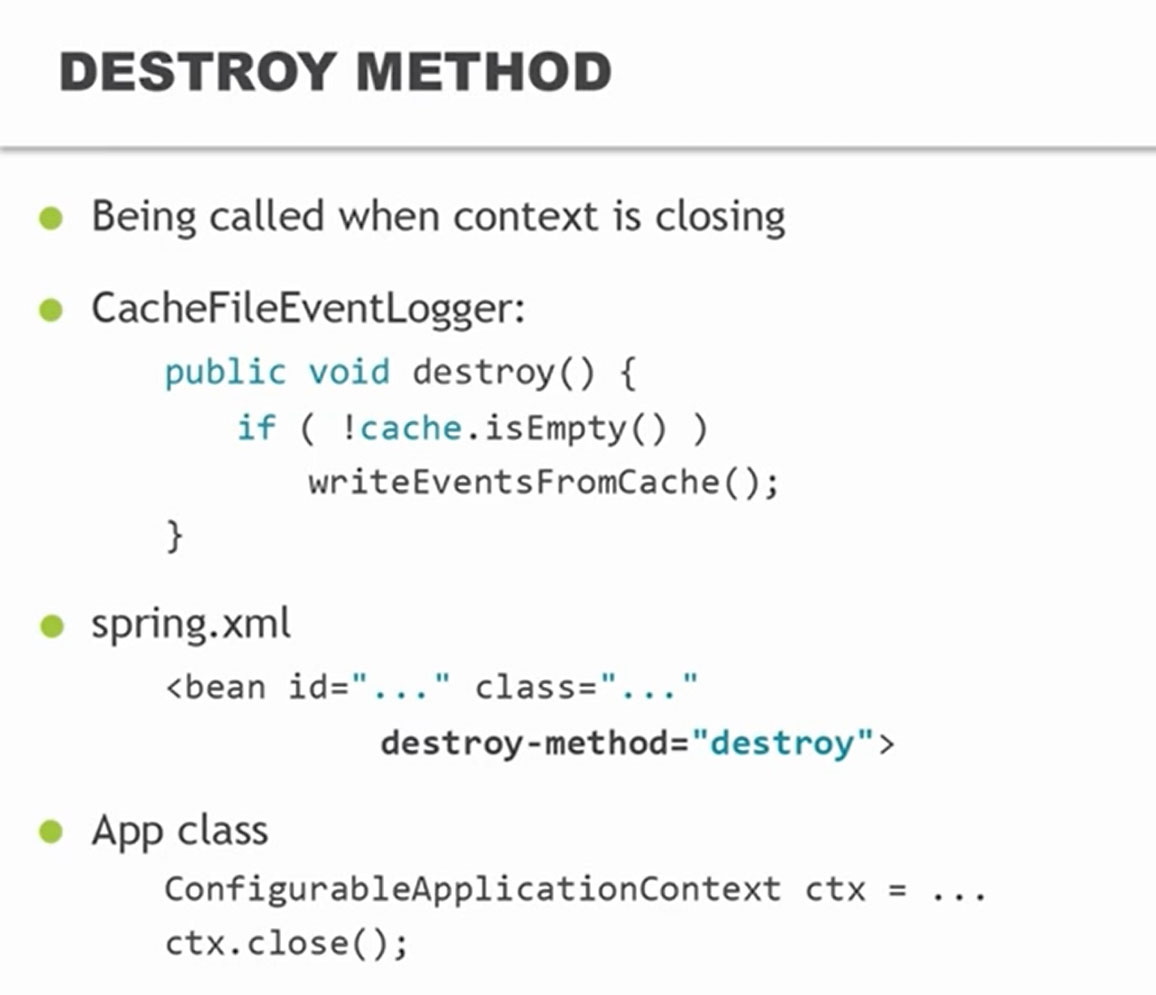 DESTROY METHOD
Being called when context is closing
CacheFileEventLogger:
public void destroy() {
if ( !cache.isEmpty() )
writeEventsFromCache();
}
spring.xml
<bean id="..." class="..."
destroy-method="destroy">
App class
ConfigurableApplicationContext ctx = ...
ctx.close();